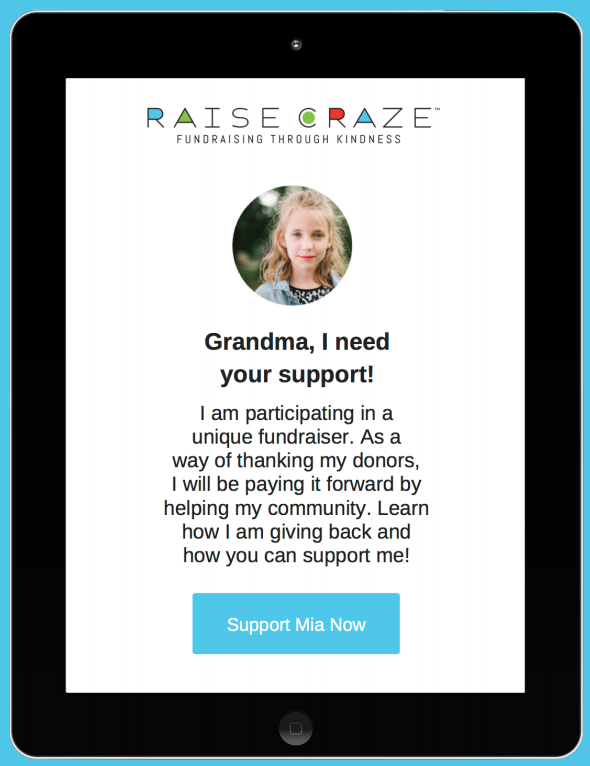 RAISE CRAZE™
FUNDRAISING THROUGH KINDNESS
Grandma, I need
your support!
I am participating in a
unique fundraiser. As a
way of thanking my donors,
I will be paying it forward by
helping my community. Learn
how I am giving back and
how you can support me!
Support Mia Now